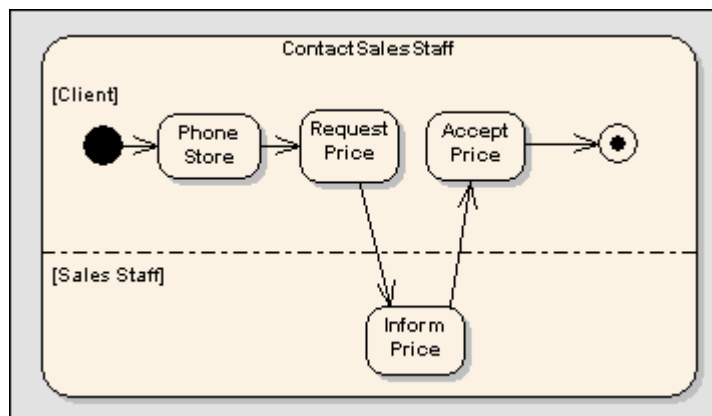 ContactSalesStaff
[Client]
Phone
Store
Request
Price
Accept
Price
[Sales Staff]
Inform
Price